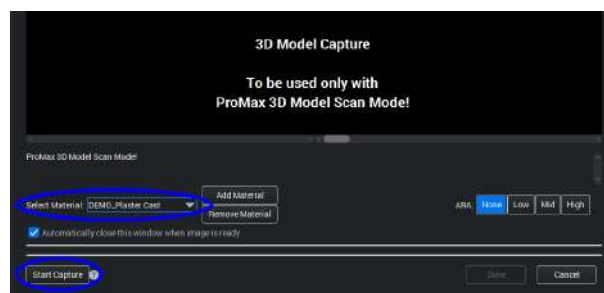 3D Model Capture
To be used only with
ProMax 3D Model Scan Mode!
ProMax 3D Model Scan Mode!
Select Material: DEMO_Plaster Cast
Add Material
Remove Material
ARA: None Low Mid High
Automatically close this window when image is ready
Start Capture ? Done Cancel